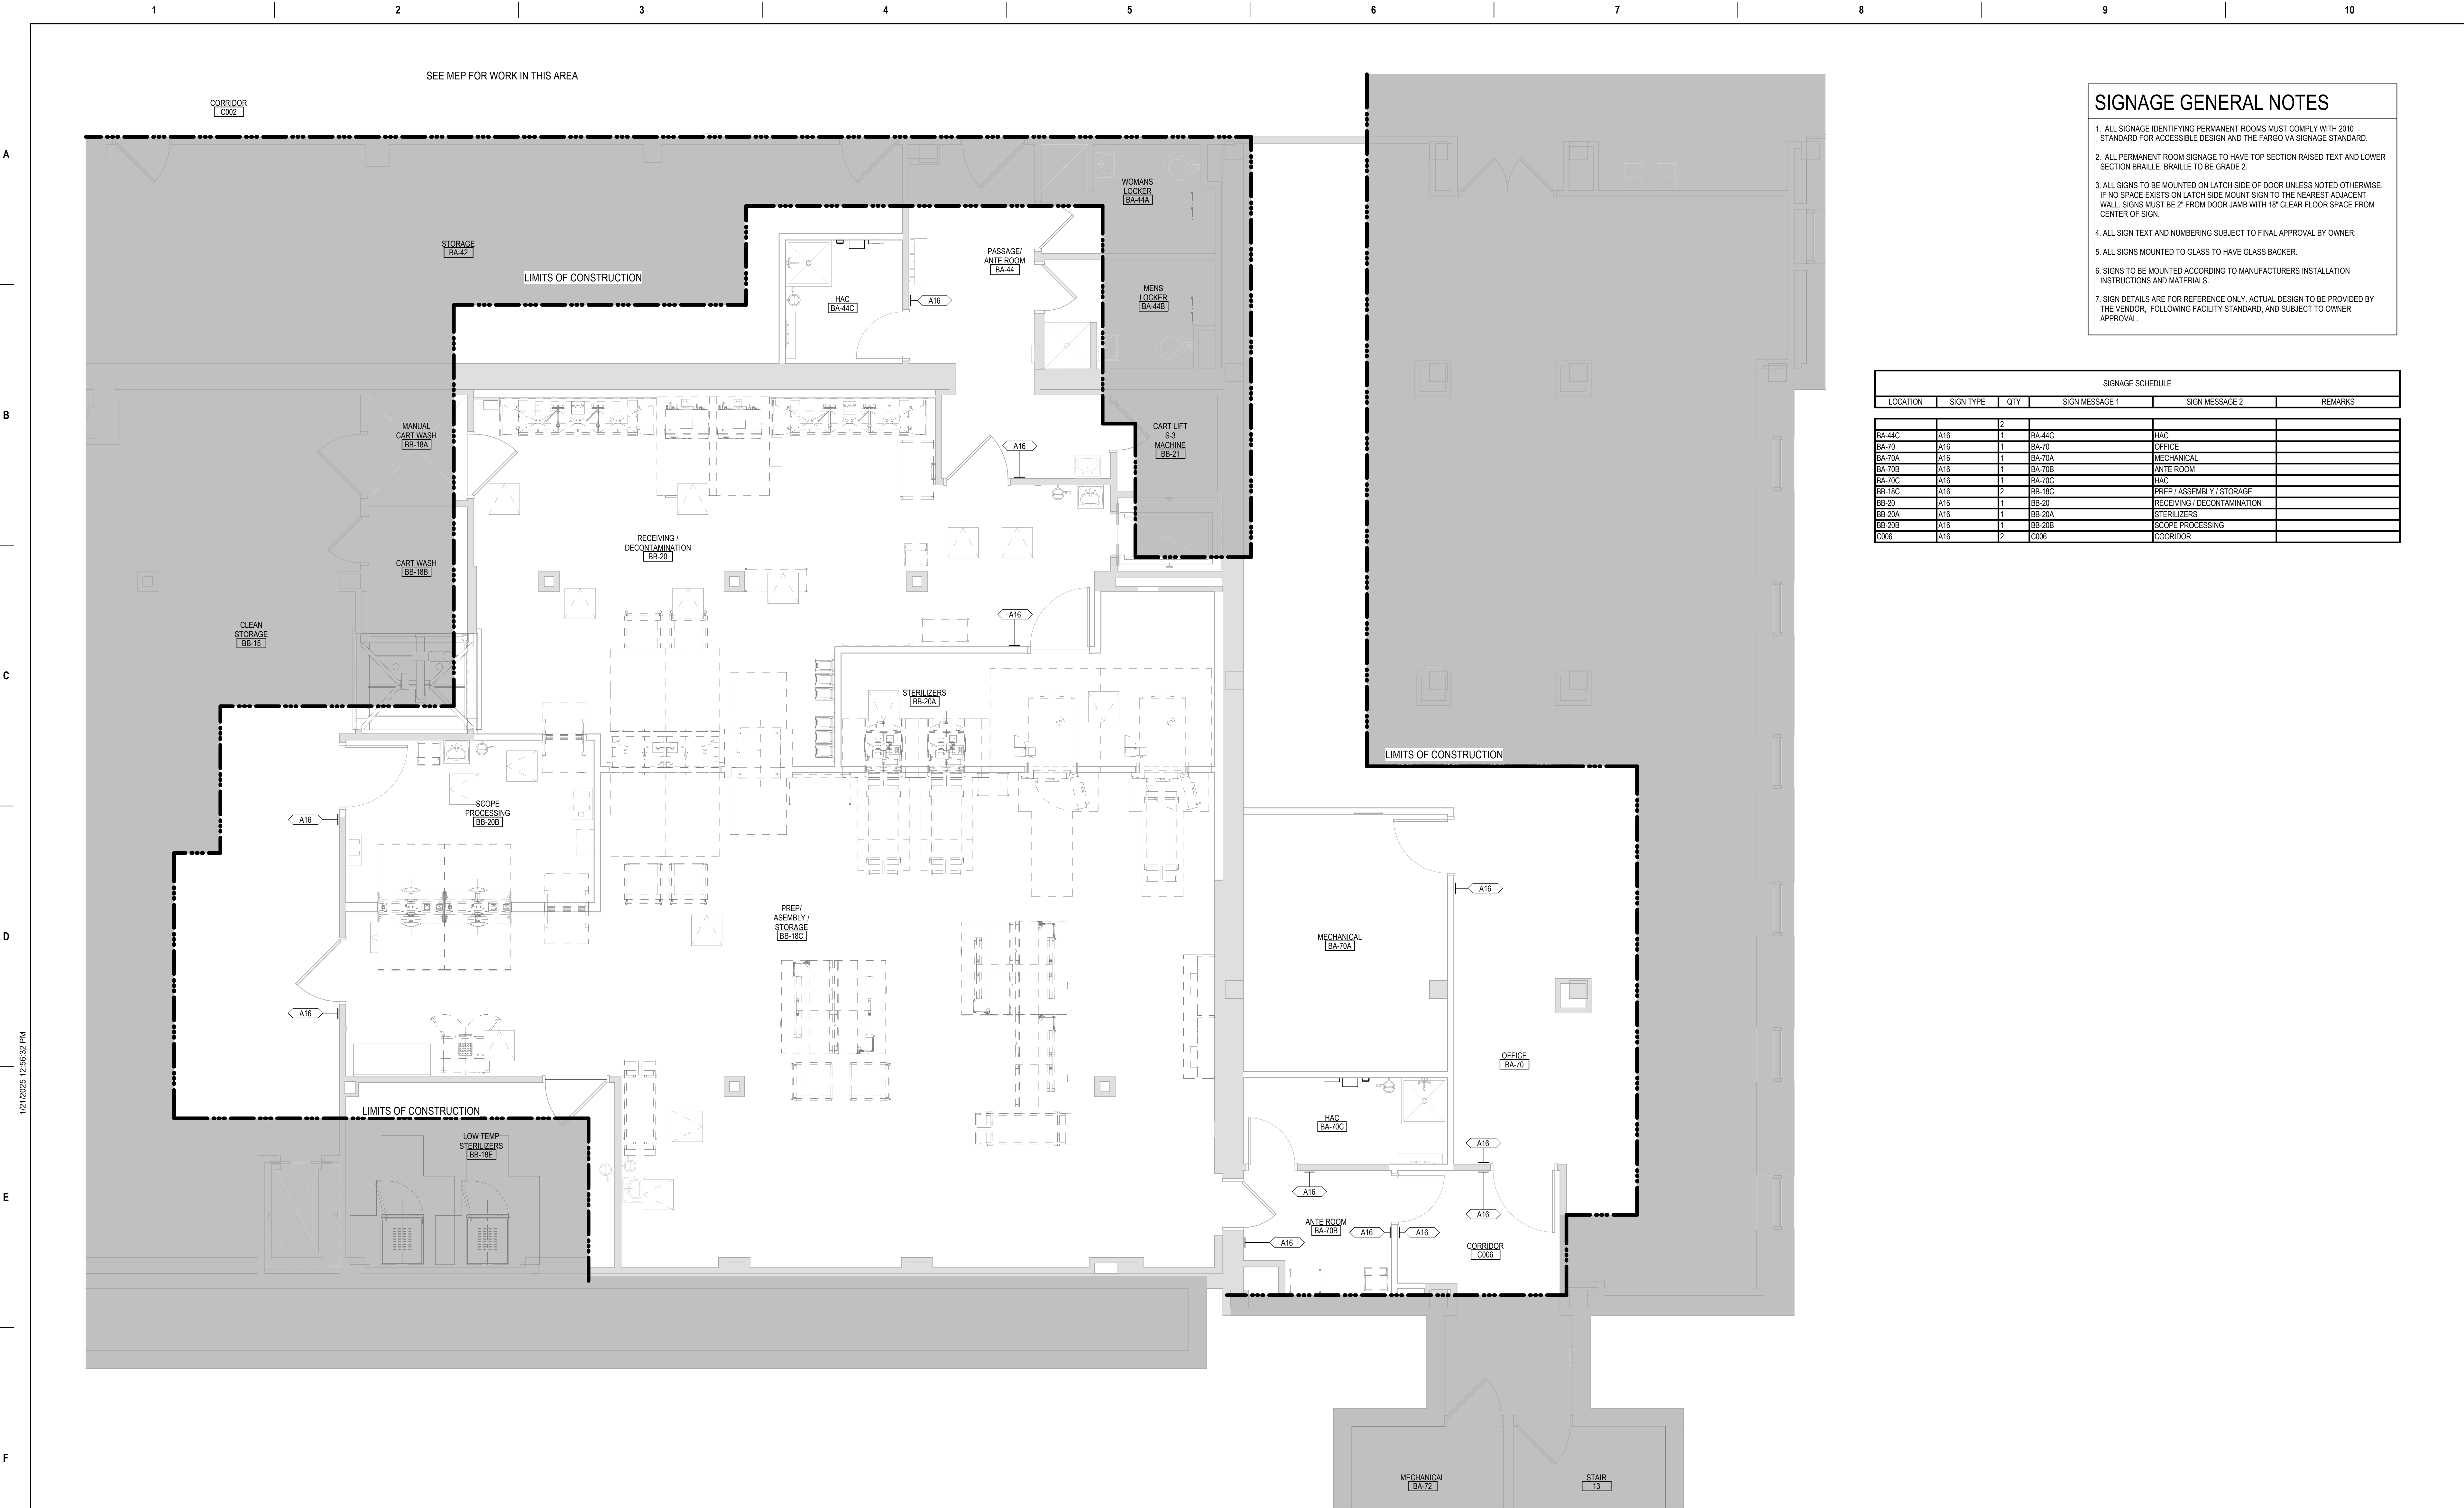 1 2 3 4 5 6 7 8 9 10
A
B
C
D
E
F
1/21/2025 12:56:32 PM
SEE MEP FOR WORK IN THIS AREA
CORRIDOR
C002
WOMANS
LOCKER
BA-44A
STORAGE
BA-42
LIMITS OF CONSTRUCTION
PASSAGE/
ANTE ROOM
BA-44
HAC
BA-44C
A16
MENS
LOCKER
BA-44B
MANUAL
CART WASH
BB-18A
CART LIFT
S-3
MACHINE
BB-21
A16
RECEIVING /
DECONTAMINATION
BB-20
CART WASH
BB-18B
CLEAN
STORAGE
BB-15
A16
STERILIZERS
BB-20A
LIMITS OF CONSTRUCTION
SCOPE
PROCESSING
BB-20B
A16
A16
PREP/
ASEMBLY /
STORAGE
BB-18C
MECHANICAL
BA-70A
A16
OFFICE
BA-70
LIMITS OF CONSTRUCTION
LOW TEMP
STERILIZERS
BB-18E
HAC
BA-70C
A16
A16
A16
ANTE ROOM
BA-70B
A16
A16
A16
CORRIDOR
C006
MECHANICAL
BA-72
STAIR
13
SIGNAGE GENERAL NOTES
1. ALL SIGNAGE IDENTIFYING PERMANENT ROOMS MUST COMPLY WITH 2010
STANDARD FOR ACCESSIBLE DESIGN AND THE FARGO VA SIGNAGE STANDARD.
2. ALL PERMANENT ROOM SIGNAGE TO HAVE TOP SECTION RAISED TEXT AND LOWER
SECTION BRAILLE. BRAILLE TO BE GRADE 2.
3. ALL SIGNS TO BE MOUNTED ON LATCH SIDE OF DOOR UNLESS NOTED OTHERWISE.
IF NO SPACE EXISTS ON LATCH SIDE MOUNT SIGN TO THE NEAREST ADJACENT
WALL. SIGNS MUST BE 2" FROM DOOR JAMB WITH 18" CLEAR FLOOR SPACE FROM
CENTER OF SIGN.
4. ALL SIGN TEXT AND NUMBERING SUBJECT TO FINAL APPROVAL BY OWNER.
5. ALL SIGNS MOUNTED TO GLASS TO HAVE GLASS BACKER.
6. SIGNS TO BE MOUNTED ACCORDING TO MANUFACTURERS INSTALLATION
INSTRUCTIONS AND MATERIALS.
7. SIGN DETAILS ARE FOR REFERENCE ONLY. ACTUAL DESIGN TO BE PROVIDED BY
THE VENDOR, FOLLOWING FACILITY STANDARD, AND SUBJECT TO OWNER
APPROVAL.
SIGNAGE SCHEDULE
LOCATION SIGN TYPE QTY SIGN MESSAGE 1 SIGN MESSAGE 2 REMARKS
2
BA-44C A16 1 BA-44C HAC
BA-70 A16 1 BA-70 OFFICE
BA-70A A16 1 BA-70A MECHANICAL
BA-70B A16 1 BA-70B ANTE ROOM
BA-70C A16 1 BA-70C HAC
BB-18C A16 2 BB-18C PREP / ASSEMBLY / STORAGE
BB-20 A16 1 BB-20 RECEIVING / DECONTAMINATION
BB-20A A16 1 BB-20A STERILIZERS
BB-20B A16 1 BB-20B SCOPE PROCESSING
C006 A16 2 C006 COORIDOR